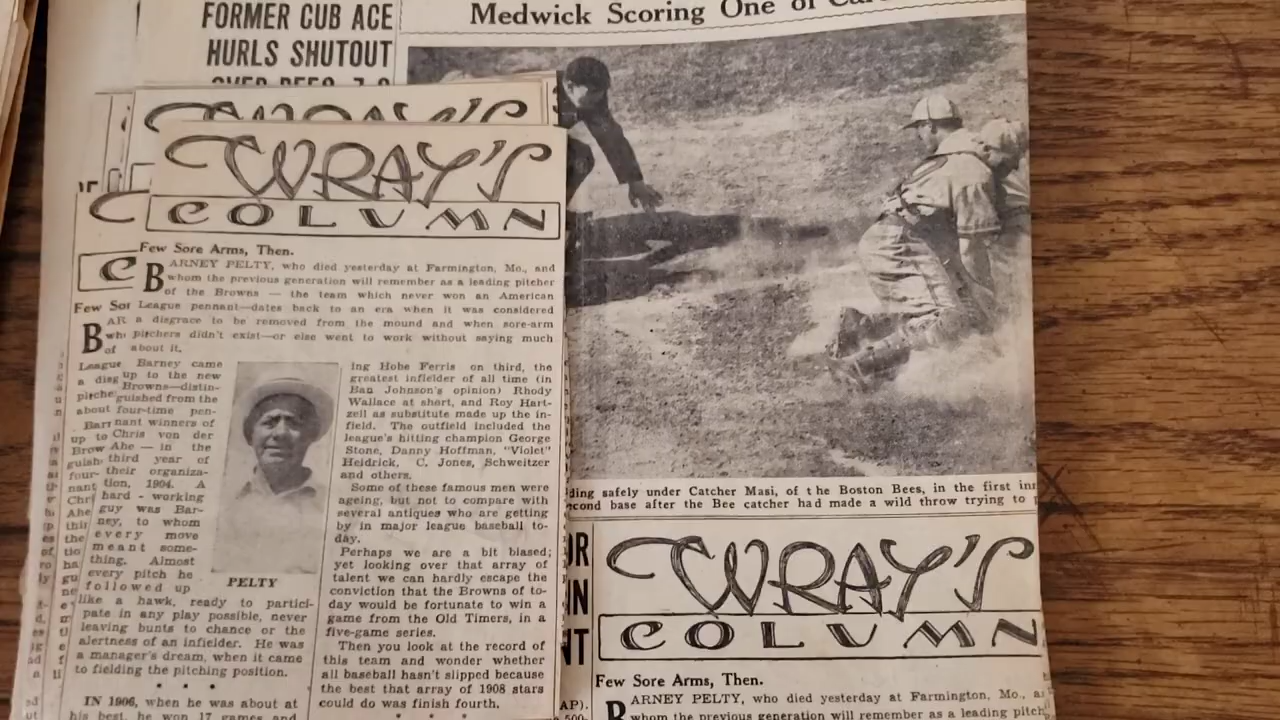 FORMER CUB ACE
HURLS SHUTOUT
Medwick Scoring One of
WRAY'S
WRAY'S
COLUMN
Few Sore Arms, Then.
BARNEY PELTY, who died yesterday at Farmington, Mo., and
whom the previous generation will remember as a leading pitcher
of the Browns — the team which never won an American
League pennant—dates back to an era when it was considered
a disgrace to be removed from the mound and when sore-arm
pitchers didn't exist—or else went to work without saying much
about it.
Barney came
up to the new
Browns—distin-
guished from the
four-time pen-
nant winners of
Chris von der
Ahe — in the
third year of
their organiza-
tion, 1904. A
hard - working
guy was Bar-
ney, to whom
every move
meant some-
thing. Almost
every pitch he
followed up
like a hawk, ready to partici-
pate in any play possible, never
leaving bunts to chance or the
alertness of an infielder. He was
a manager's dream, when it came
to fielding the pitching position.
* * *
IN 1906, when he was about at
his best, he won 17 games and
PELTY
ing Hobe Ferris on third, the
greatest infielder of all time (in
Ban Johnson's opinion) Rhody
Wallace at short, and Roy Hart-
zell as substitute made up the in-
field. The outfield included the
league's hitting champion George
Stone, Danny Hoffman, "Violet"
Heidrick, C. Jones, Schweitzer
and others.
Some of these famous men were
ageing, but not to compare with
several antiques who are getting
by in major league baseball to-
day.
Perhaps we are a bit biased;
yet looking over that array of
talent we can hardly escape the
conviction that the Browns of to-
day would be fortunate to win a
game from the Old Timers, in a
five-game series.
Then you look at the record of
this team and wonder whether
all baseball hasn't slipped because
the best that array of 1908 stars
could do was finish fourth.
* * *
Few
League
about
up to
ding safely under Catcher Masi, of the Boston Bees, in the first
second base after the Bee catcher had made a wild throw trying to
WRAY'S
COLUMN
Few Sore Arms, Then.
BARNEY PELTY, who died yesterday at Farmington, Mo.,
whom the previous generation will remember as a leading pitch
AP).